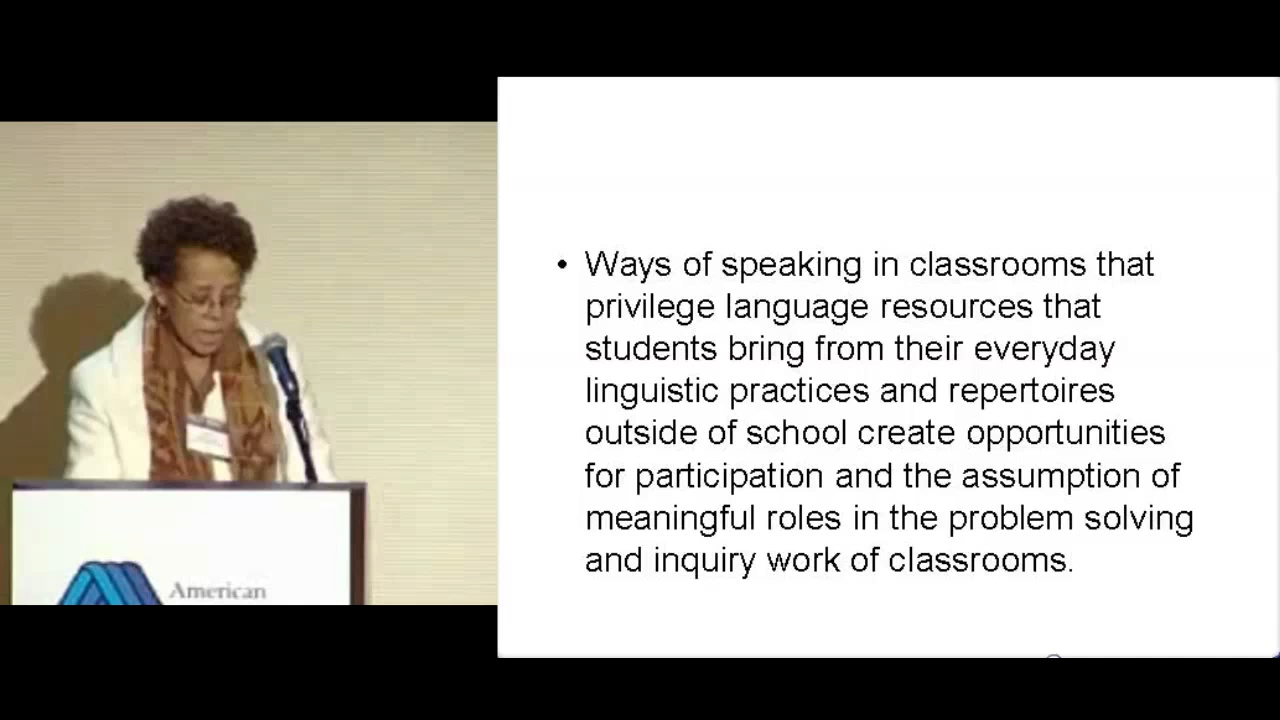 • Ways of speaking in classrooms that
privilege language resources that
students bring from their everyday
linguistic practices and repertoires
outside of school create opportunities
for participation and the assumption of
meaningful roles in the problem solving
and inquiry work of classrooms.
American